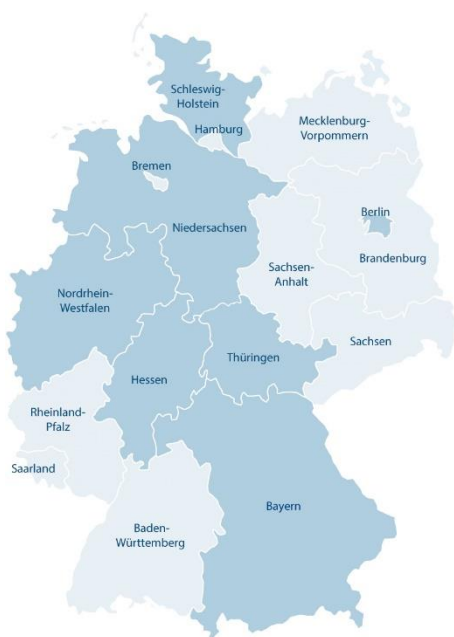 Schleswig-
Holstein
Hamburg
Mecklenburg-
Vorpommern
Bremen
Niedersachsen
Berlin
Brandenburg
Sachsen-
Anhalt
Nordrhein-
Westfalen
Sachsen
Thüringen
Hessen
Rheinland-
Pfalz
Saarland
Bayern
Baden-
Württemberg